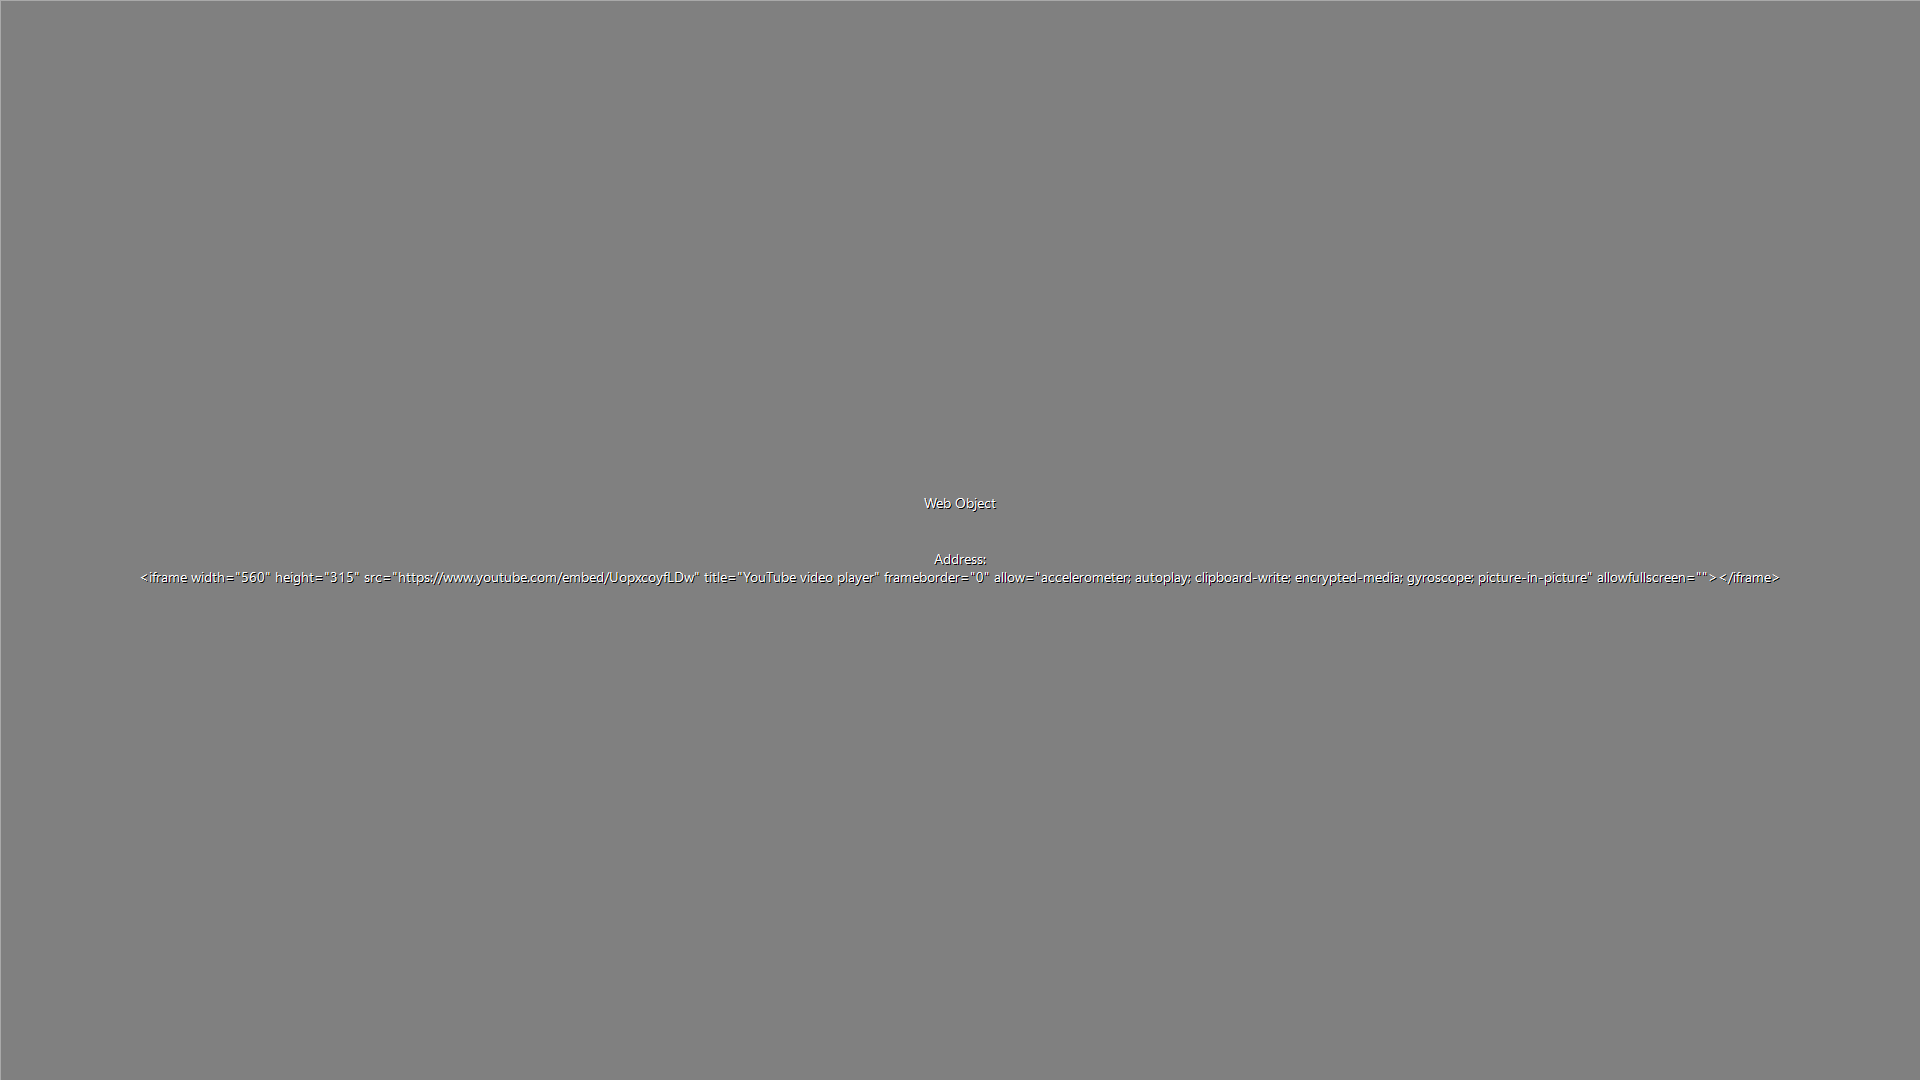 Web Object
Address:
<iframe width="560" height="315" src="https://www.youtube.com/embed/UopxcoyfLDw" title="YouTube video player" frameborder="0" allow="accelerometer; autoplay; clipboard-write; encrypted-media; gyroscope; picture-in-picture" allowfullscreen=""></iframe>